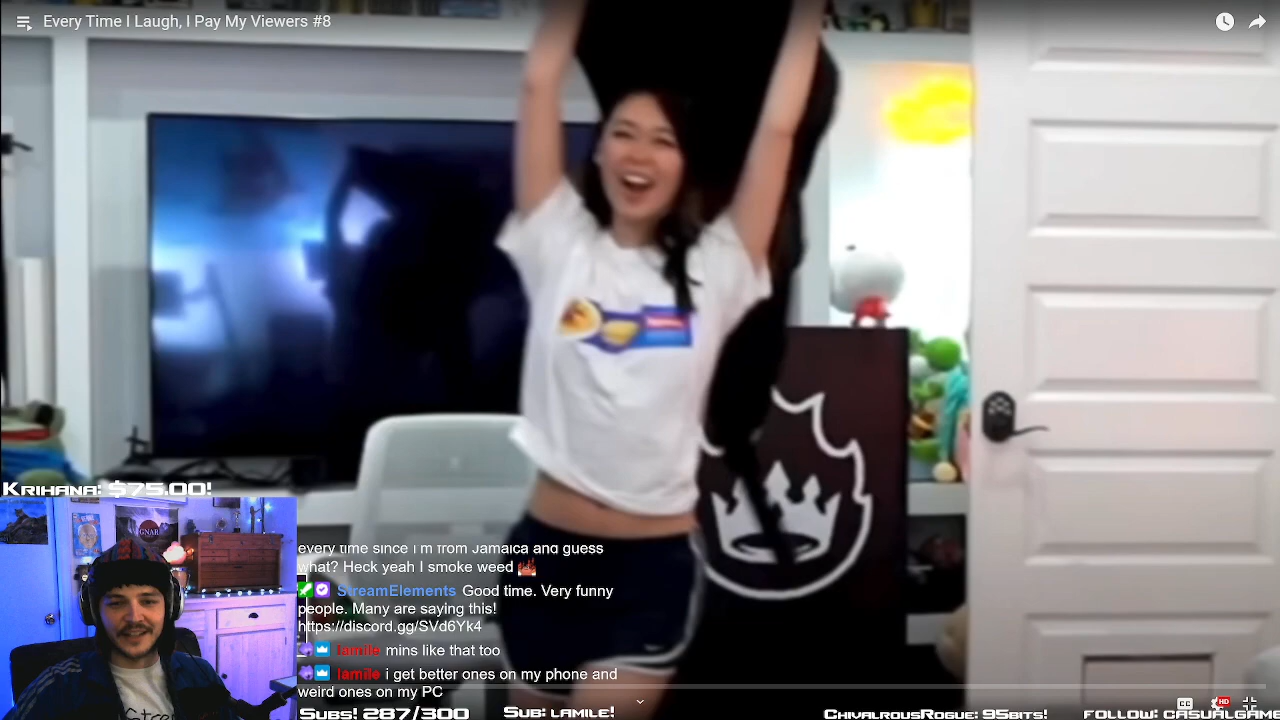 Every Time I Laugh, I Pay My Viewers #8
Krihana: $75.00!
every time since i'm from Jamaica and guess
what? Heck yeah I smoke weed
StreamElements Good time. Very funny
people. Many are saying this!
https://discord.gg/SVd6Yk4
lamile mins like that too
lamile i get better ones on my phone and
weird ones on my PC
Subs! 287/300
Sub: lamile!
ChivalrousRogue: 95bits!
follow: casualgame
CC
HD